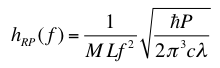 h_{RP}(f) = \frac{1}{MLf^2} \sqrt{\frac{\hbar P}{2\pi^3 c\lambda}}